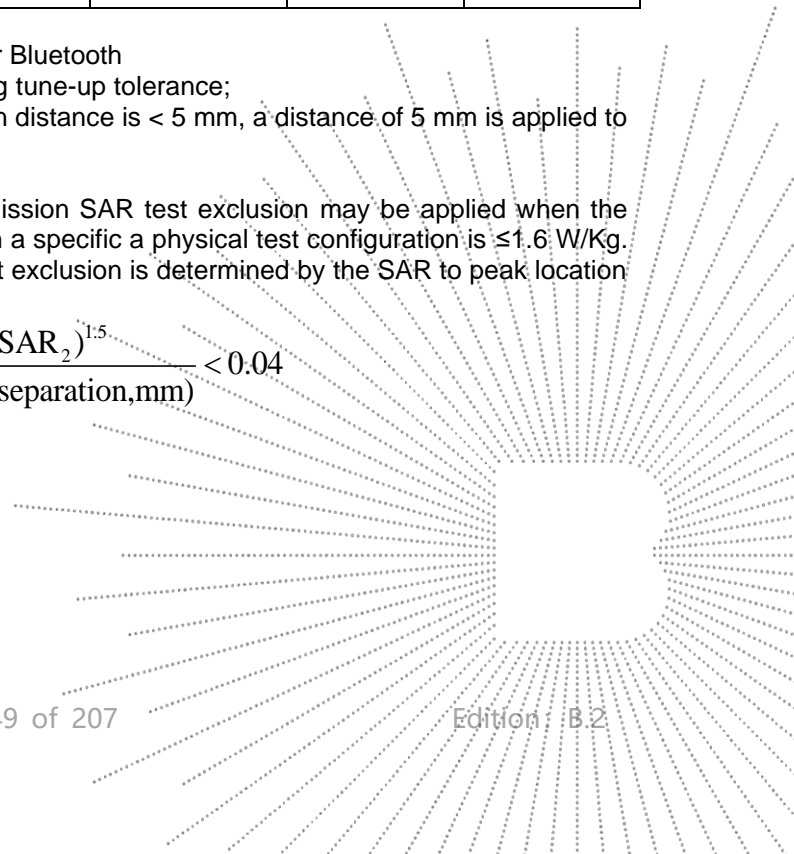 r Bluetooth
g tune-up tolerance;
n distance is < 5 mm, a distance of 5 mm is applied to
ission SAR test exclusion may be applied when the
n a specific a physical test configuration is ≤1.6 W/Kg.
t exclusion is determined by the SAR to peak location
SAR₂)^1.5
separation,mm)
< 0.04
9 of 207 Edition: B.2